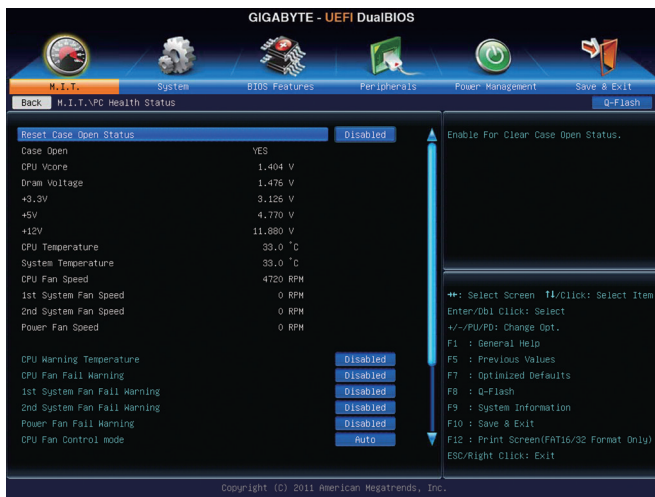 GIGABYTE - UEFI DualBIOS
M.I.T. System BIOS Features Peripherals Power Management Save & Exit
Back M.I.T.\PC Health Status Q-Flash
Reset Case Open Status Disabled
Case Open YES
CPU Vcore 1.404 V
Dram Voltage 1.476 V
+3.3V 3.126 V
+5V 4.770 V
+12V 11.880 V
CPU Temperature 33.0 °C
System Temperature 33.0 °C
CPU Fan Speed 4720 RPM
1st System Fan Speed 0 RPM
2nd System Fan Speed 0 RPM
Power Fan Speed 0 RPM
CPU Warning Temperature Disabled
CPU Fan Fail Warning Disabled
1st System Fan Fail Warning Disabled
2nd System Fan Fail Warning Disabled
Power Fan Fail Warning Disabled
CPU Fan Control mode Auto
Enable For Clear Case Open Status.
→←: Select Screen ↑↓/Click: Select Item
Enter/Dbl Click: Select
+/-/PU/PD: Change Opt.
F1 : General Help
F5 : Previous Values
F7 : Optimized Defaults
F8 : Q-Flash
F9 : System Information
F10 : Save & Exit
F12 : Print Screen(FAT16/32 Format Only)
ESC/Right Click: Exit
Copyright (C) 2011 American Megatrends, Inc.